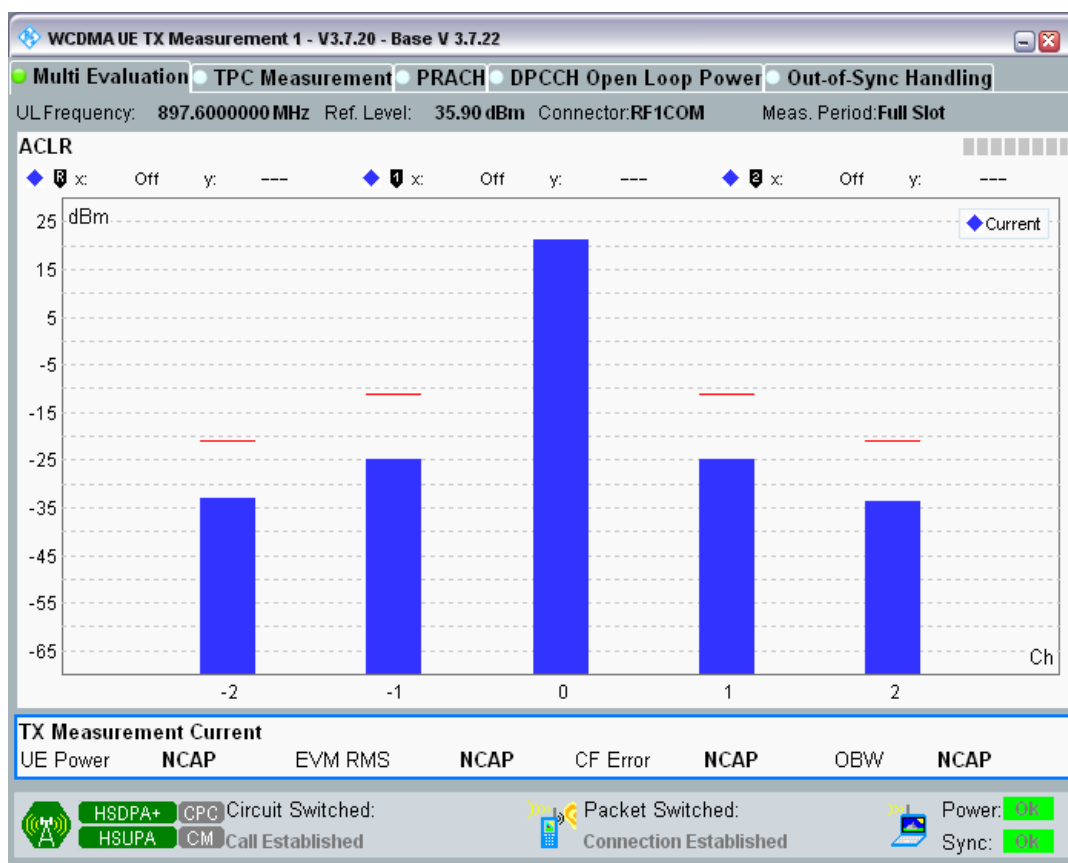 WCDMA UE TX Measurement 1 - V3.7.20 - Base V 3.7.22
Multi Evaluation TPC Measurement PRACH DPCCH Open Loop Power Out-of-Sync Handling
UL Frequency: 897.6000000 MHz Ref. Level: 35.90 dBm Connector:RF1COM Meas. Period:Full Slot
ACLR
R x: Off y: --- 1 x: Off y: --- 2 x: Off y: ---
dBm
Current
25
15
5
-5
-15
-25
-35
-45
-55
-65
Ch
-2 -1 0 1 2
TX Measurement Current
UE Power NCAP EVM RMS NCAP CF Error NCAP OBW NCAP
HSDPA+ CPC Circuit Switched: Packet Switched: Power: OK
HSUPA CM Call Established Connection Established Sync: OK